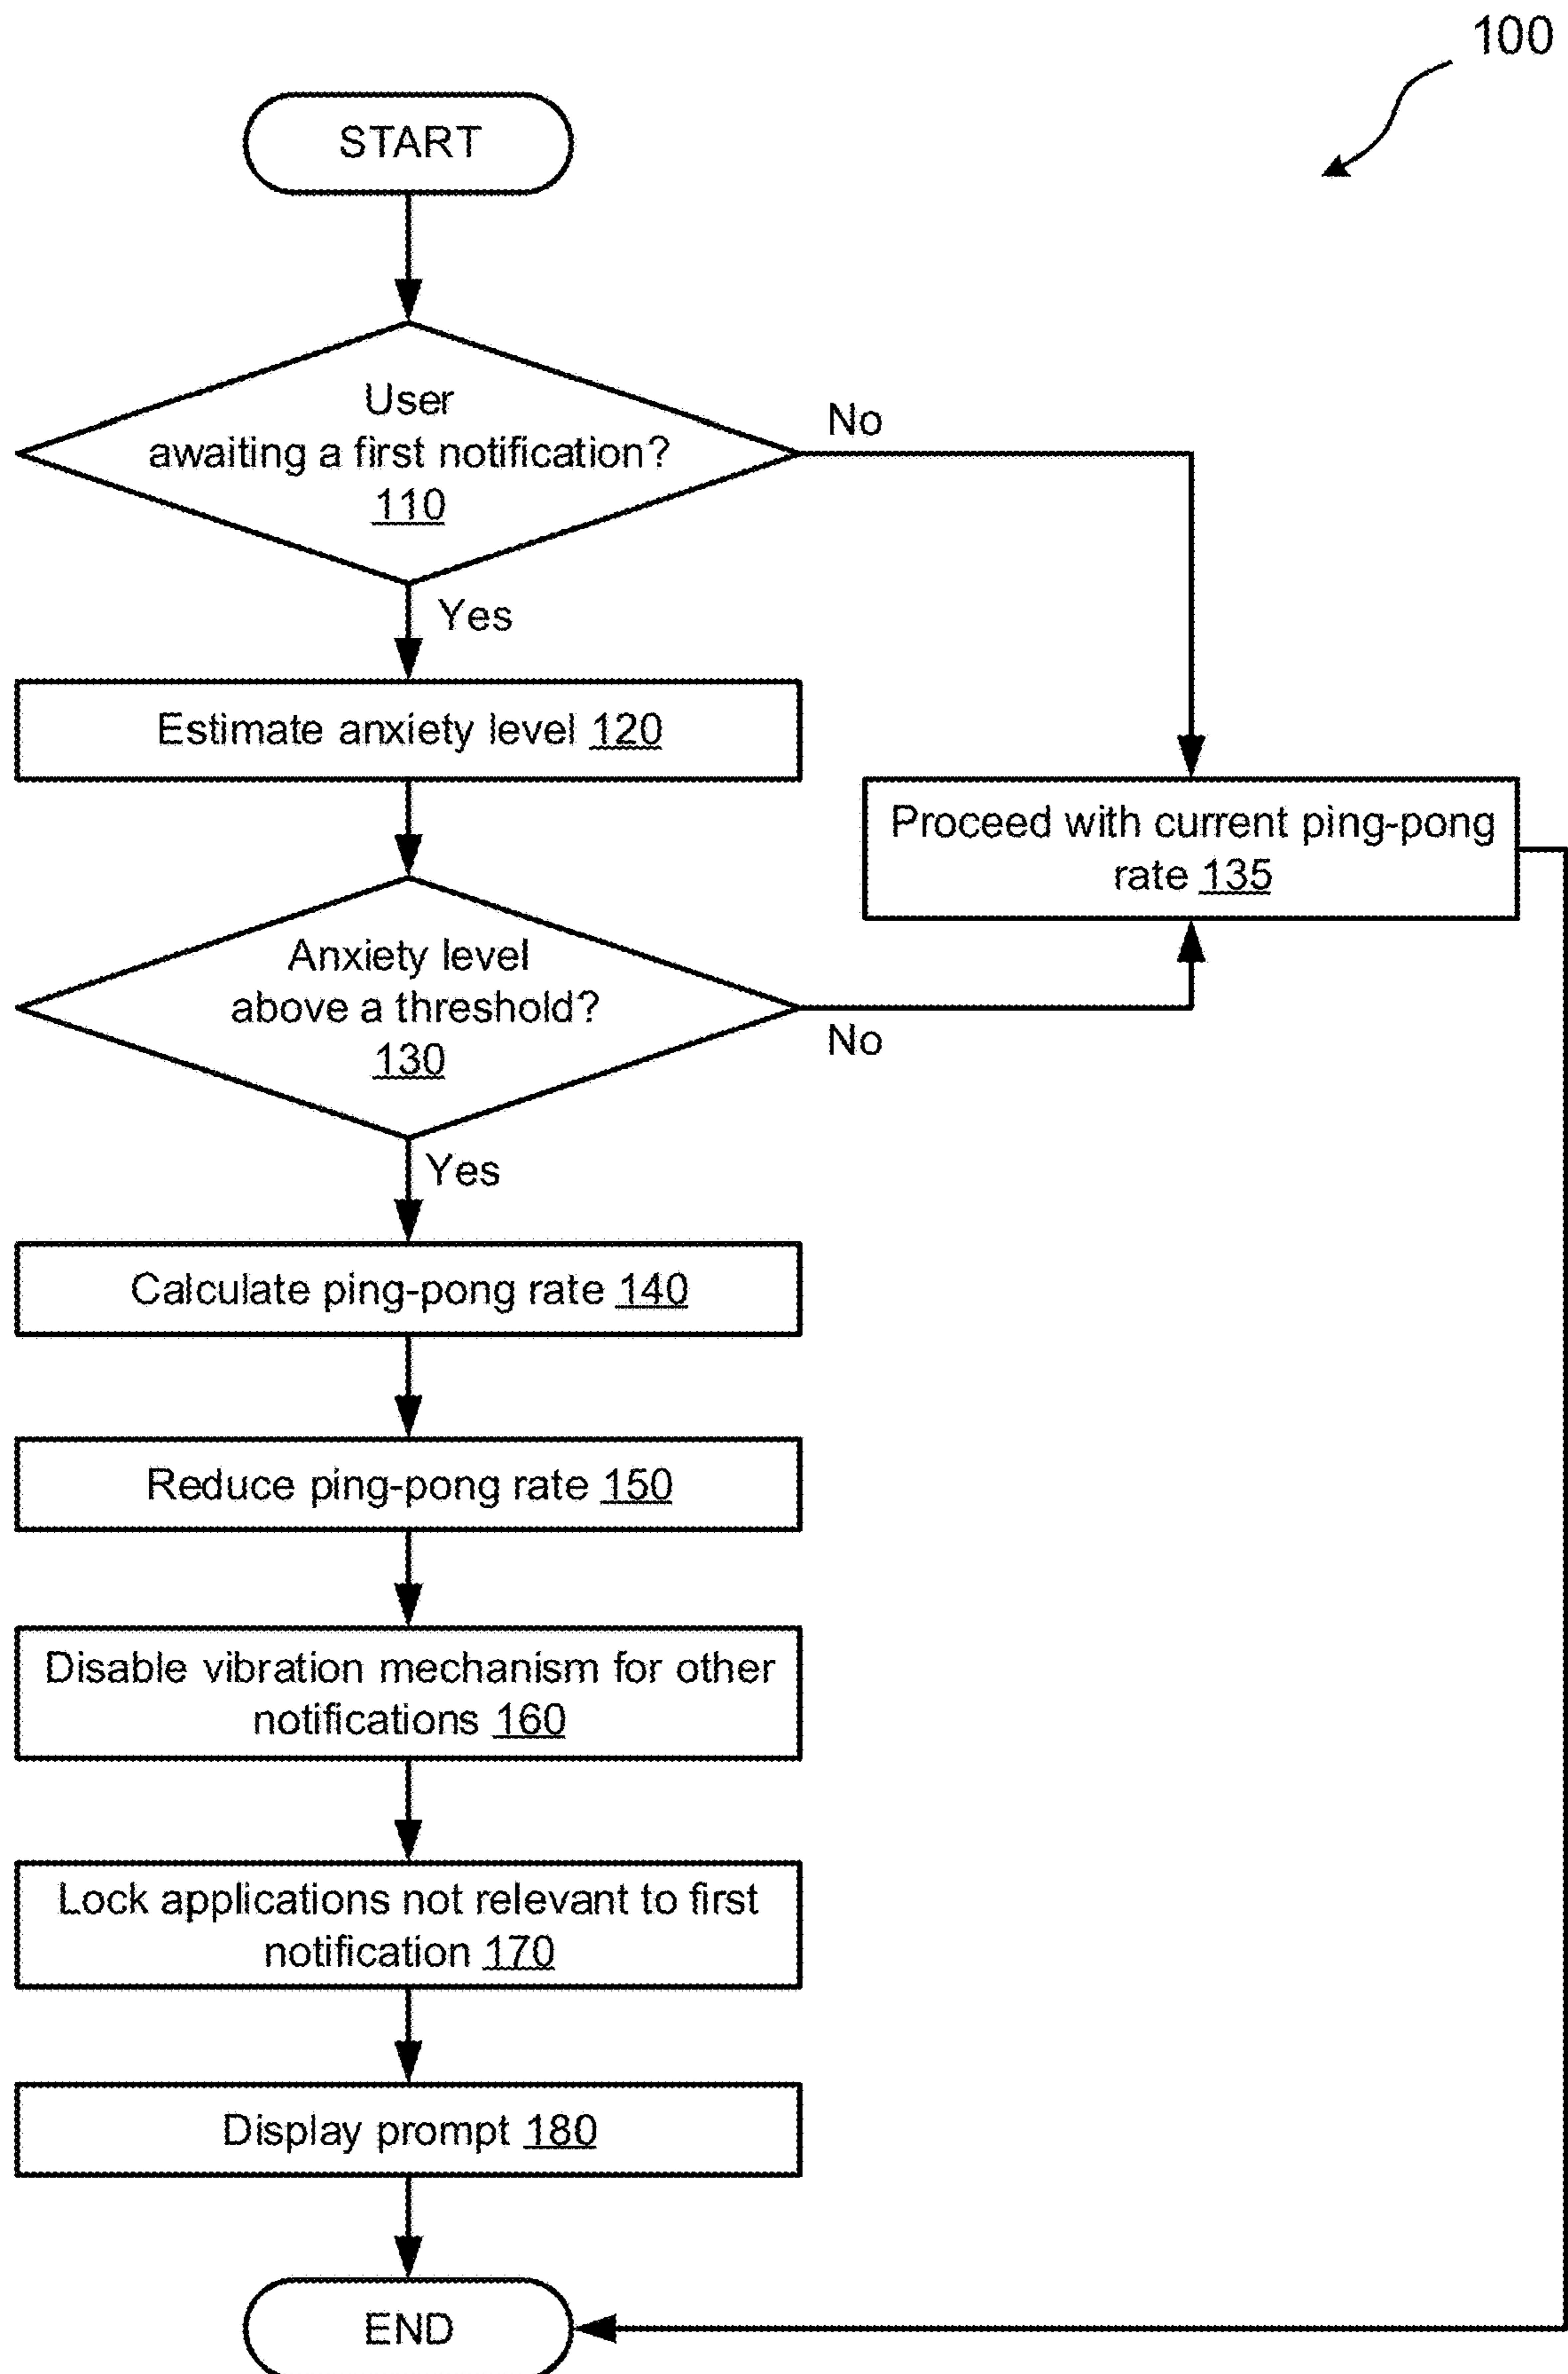 100
START
User
awaiting a first notification?
110
No
Yes
Estimate anxiety level 120
Proceed with current ping-pong
rate 135
Anxiety level
above a threshold?
130
No
Yes
Calculate ping-pong rate 140
Reduce ping-pong rate 150
Disable vibration mechanism for other
notifications 160
Lock applications not relevant to first
notification 170
Display prompt 180
END